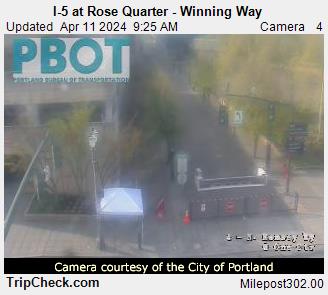 I-5 at Rose Quarter - Winning Way
Updated Apr 11 2024 9:25 AM Camera 4
PBOT
PORTLAND BUREAU OF TRANSPORTATION
Camera courtesy of the City of Portland
TripCheck.com Milepost302.00